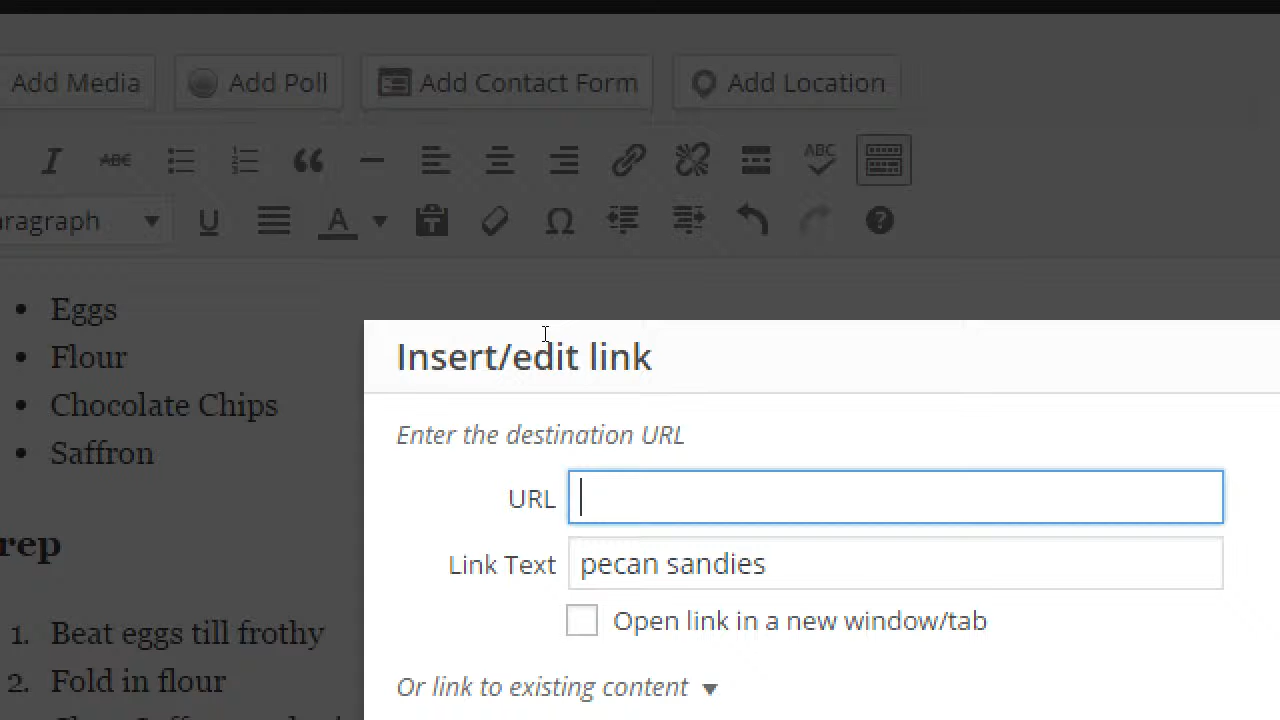 Add Media Add Poll Add Contact Form Add Location
I ABC ABC
aragraph U A T Ω ?
Eggs
Flour
Chocolate Chips
Saffron
rep
1. Beat eggs till frothy
2. Fold in flour
Insert/edit link
Enter the destination URL
URL
Link Text pecan sandies
Open link in a new window/tab
Or link to existing content